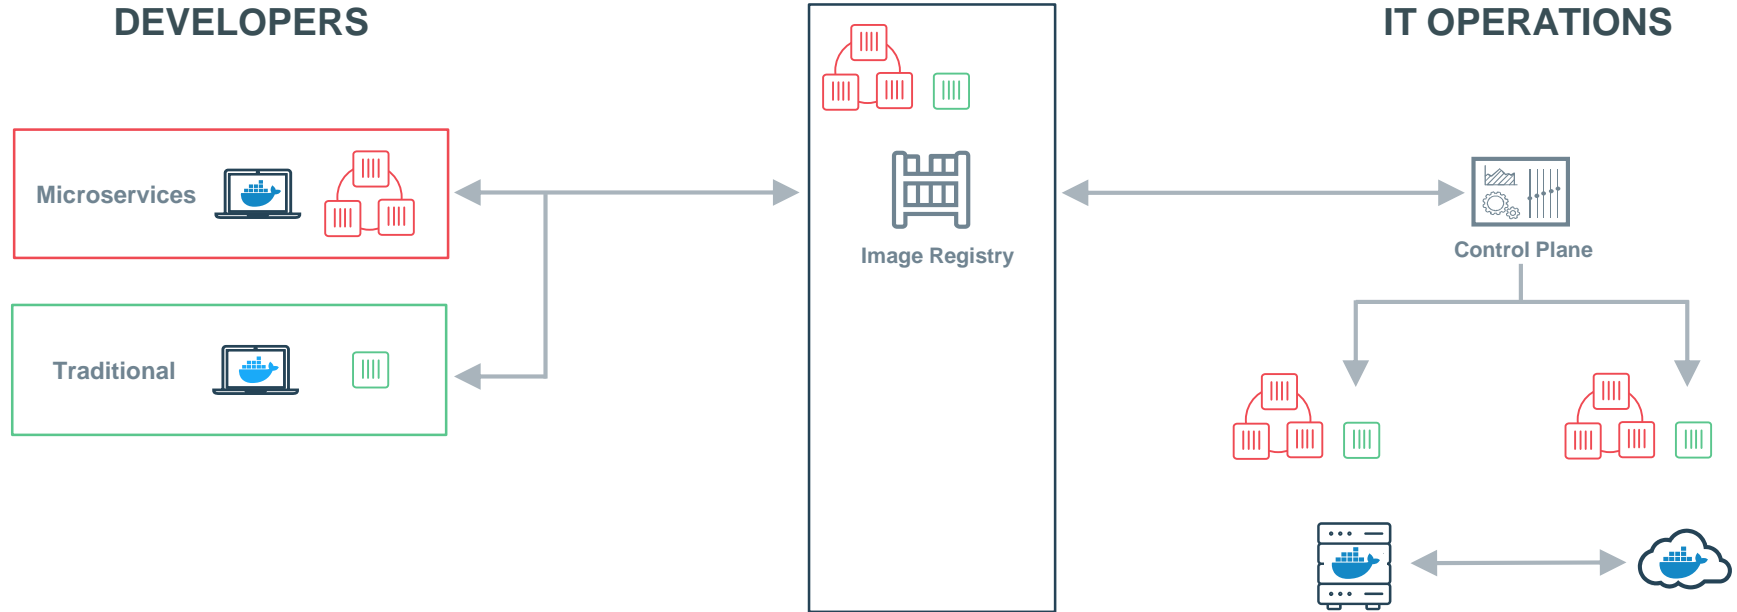 DEVELOPERS
IT OPERATIONS
Microservices
Image Registry
Control Plane
Traditional